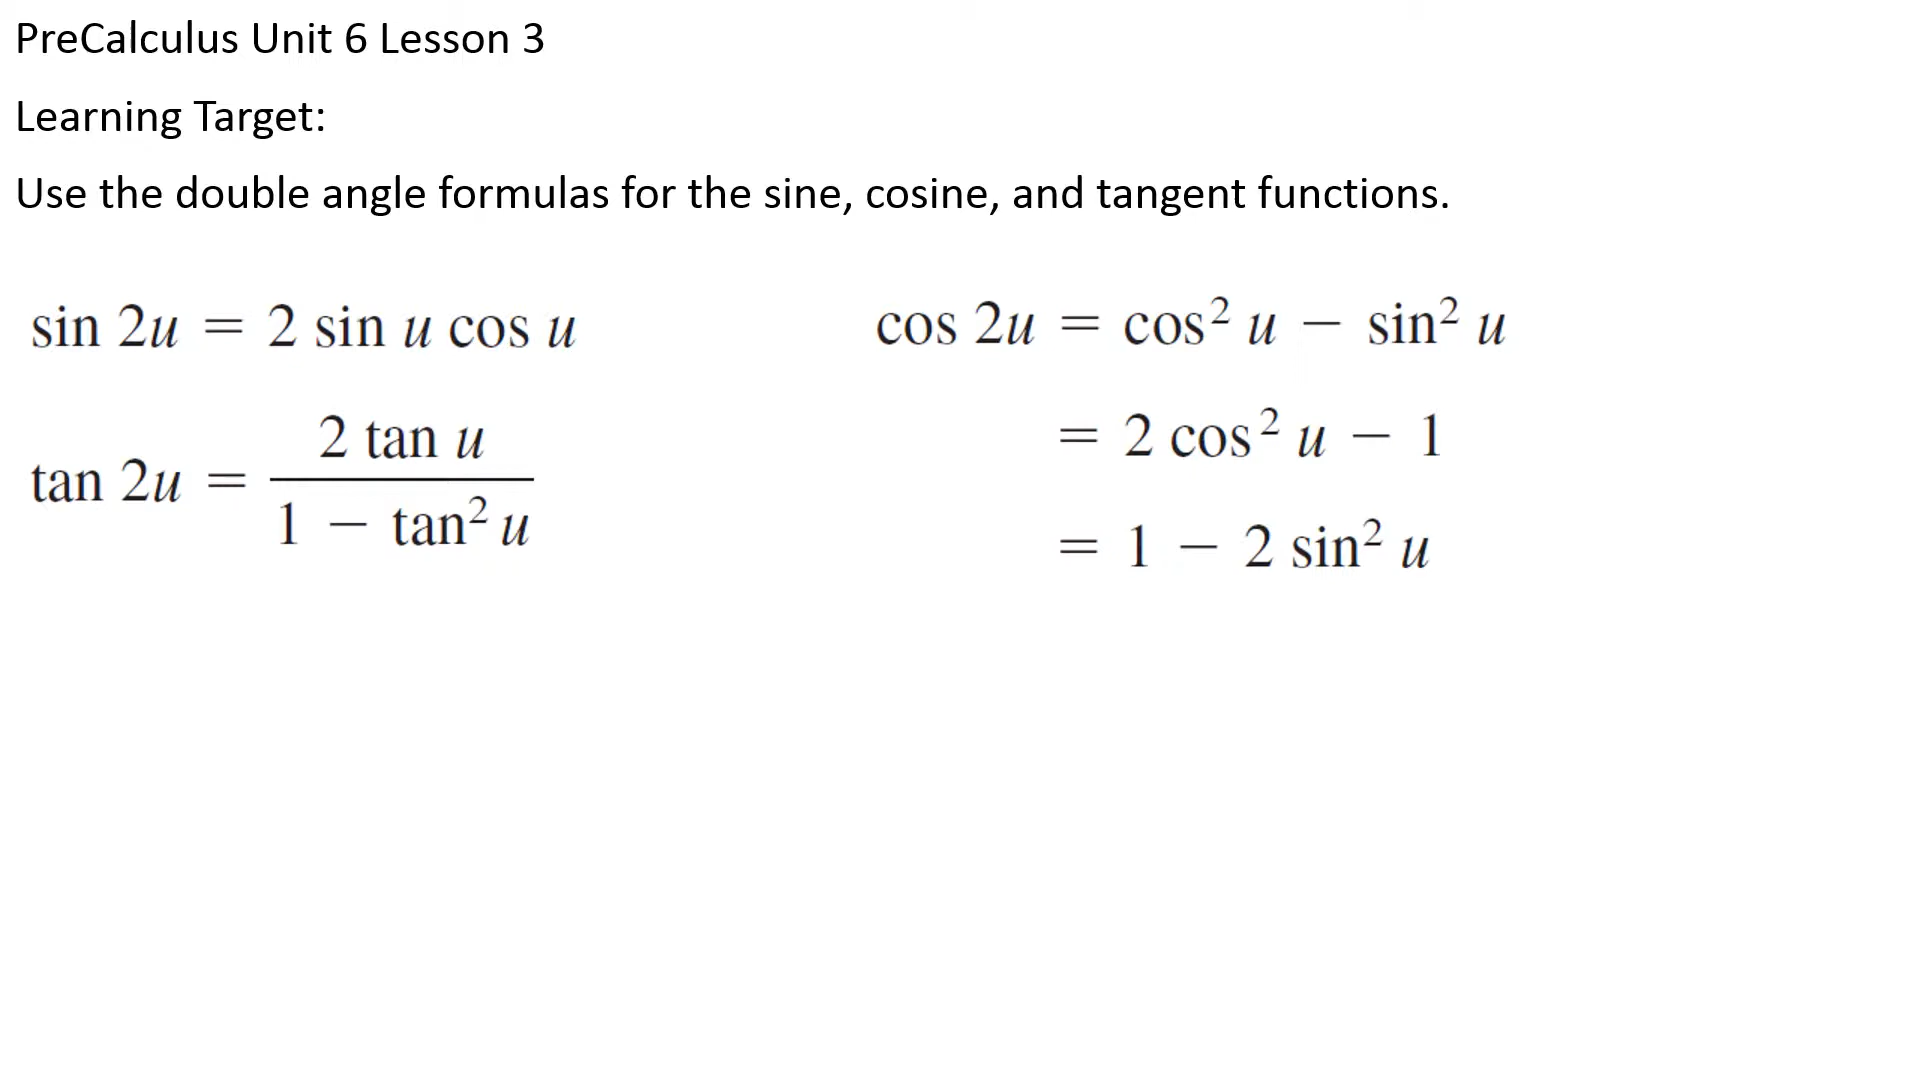 PreCalculus Unit 6 Lesson 3
Learning Target:
Use the double angle formulas for the sine, cosine, and tangent functions.
sin 2u = 2 sin u cos u
tan 2u = 2 tan u / 1 − tan² u
cos 2u = cos² u − sin² u
= 2 cos² u − 1
= 1 − 2 sin² u